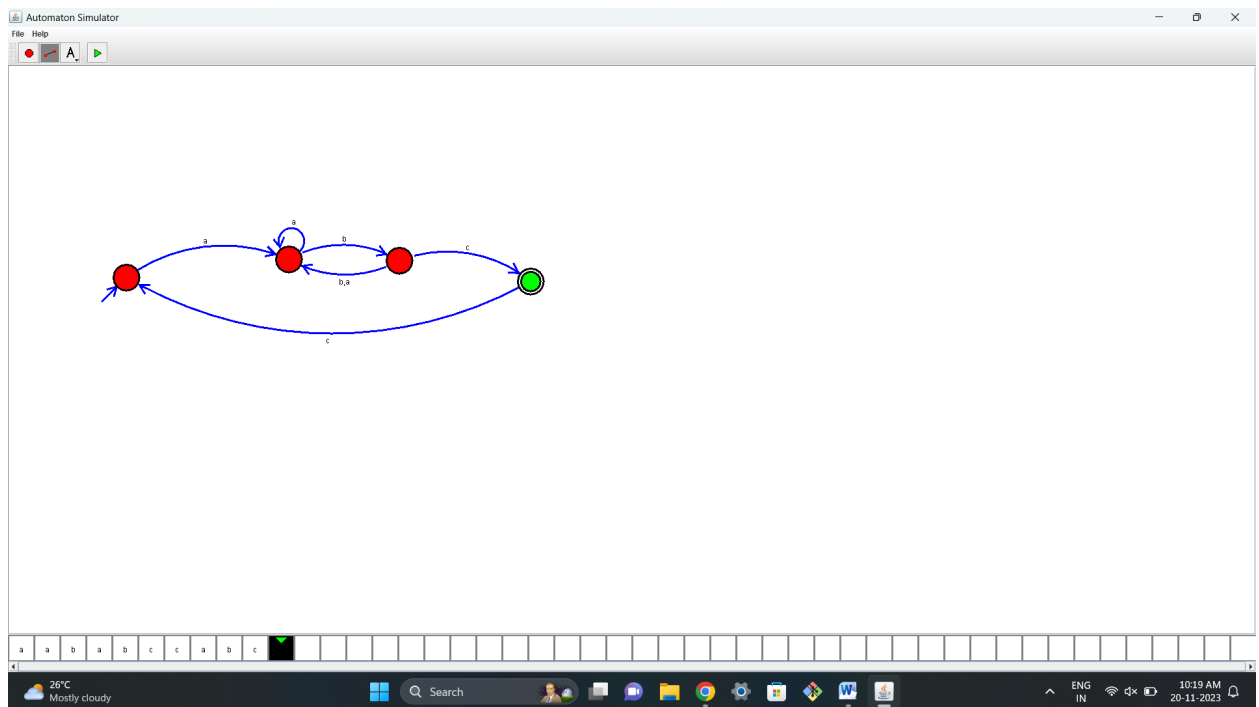 Automaton Simulator
File Help
A
a
a
b
c
b,a
c
a a b a b c c a b c
26°C
Mostly cloudy
Search
W
ENG
IN
10:19 AM
20-11-2023